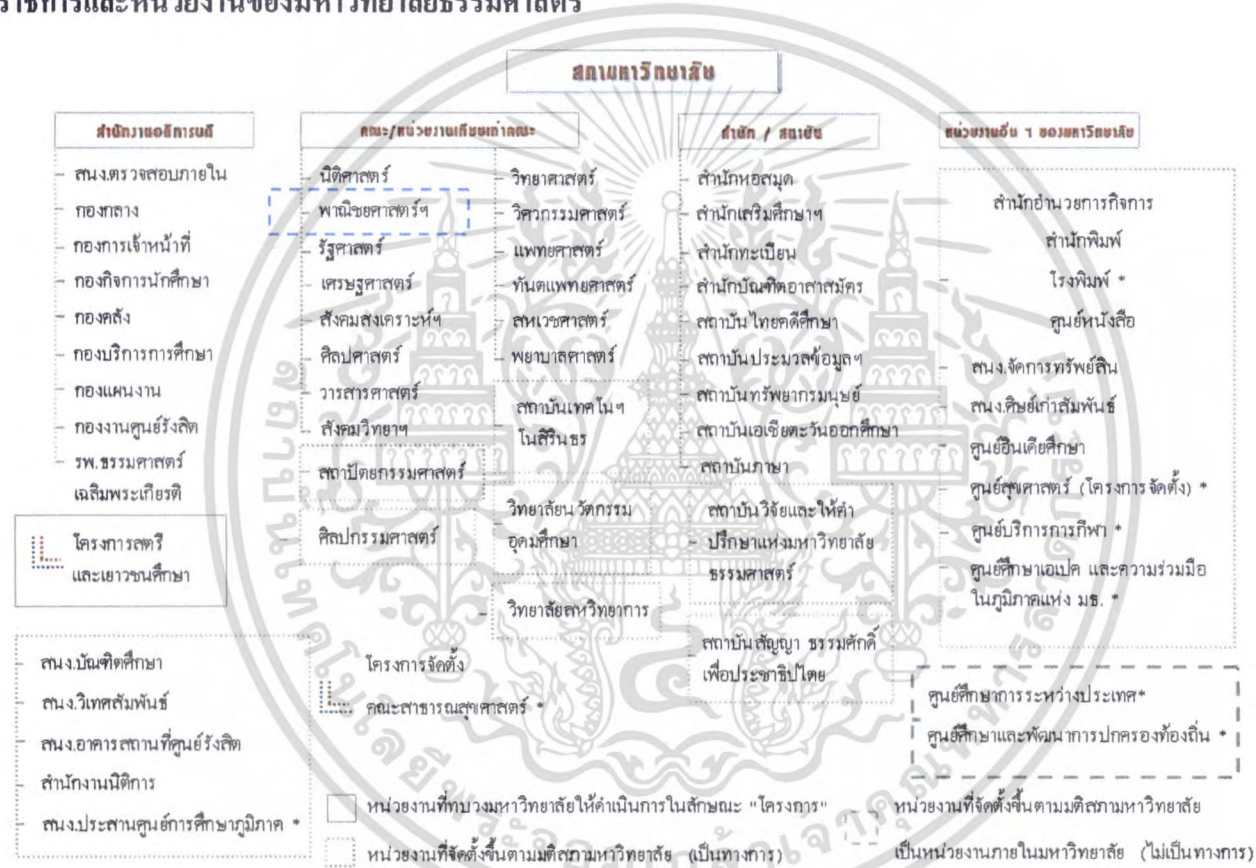 ราชการและหน่วยงานของมหาวิทยาลัยธรรมศาสตร์
สภามหาวิทยาลัย
สำนักงานอธิการบดี
สนง.ตรวจสอบภายใน
กองกลาง
กองการเจ้าหน้าที่
กองกิจการนักศึกษา
กองคลัง
กองบริการการศึกษา
กองแผนงาน
กองงานศูนย์รังสิต
รพ.ธรรมศาสตร์
เฉลิมพระเกียรติ
โครงการสตรี
และเยาวชนศึกษา
สนง.บัณฑิตศึกษา
สนง.วิเทศสัมพันธ์
สนง.อาคารสถานที่ศูนย์รังสิต
สำนักงานนิติการ
สนง.ประสานศูนย์การศึกษาภูมิภาค *
คณะ/หน่วยงานเทียบเท่าคณะ
นิติศาสตร์
พาณิชยศาสตร์ฯ
รัฐศาสตร์
เศรษฐศาสตร์
สังคมสงเคราะห์ฯ
ศิลปศาสตร์
วารสารศาสตร์
สังคมวิทยาฯ
สถาปัตยกรรมศาสตร์
ศิลปกรรมศาสตร์
วิทยาศาสตร์
วิศวกรรมศาสตร์
แพทยศาสตร์
ทันตแพทยศาสตร์
สหเวชศาสตร์
พยาบาลศาสตร์
สถาบันเทคโนฯ
โนสิรินธร
วิทยาลัยนวัตกรรม
อุดมศึกษา
วิทยาลัยสหวิทยาการ
โครงการจัดตั้ง
คณะสาธารณสุขศาสตร์ *
สำนัก / สถาบัน
สำนักหอสมุด
สำนักเสริมศึกษาฯ
สำนักทะเบียน
สำนักบัณฑิตอาสาสมัคร
สถาบันไทยคดีศึกษา
สถาบันประมวลข้อมูลฯ
สถาบันทรัพยากรมนุษย์
สถาบันเอเชียตะวันออกศึกษา
สถาบันภาษา
สถาบันวิจัยและให้คำ
ปรึกษาแห่งมหาวิทยาลัย
ธรรมศาสตร์
สถาบันสัญญา ธรรมศักดิ์
เพื่อประชาธิปไตย
หน่วยงานอื่น ๆ ของมหาวิทยาลัย
สำนักอำนวยการกิจการ
สำนักพิมพ์
โรงพิมพ์ *
ศูนย์หนังสือ
สนง.จัดการทรัพย์สิน
สนง.ศิษย์เก่าสัมพันธ์
ศูนย์อินเดียศึกษา
ศูนย์สุขศาสตร์ (โครงการจัดตั้ง) *
ศูนย์บริการการกีฬา *
ศูนย์ศึกษาเอเปค และความร่วมมือ
ในภูมิภาคแห่ง มธ. *
ศูนย์ศึกษาการระหว่างประเทศ*
ศูนย์ศึกษาและพัฒนาการปกครองท้องถิ่น *
หน่วยงานที่ทบวงมหาวิทยาลัยให้ดำเนินการในลักษณะ "โครงการ"
หน่วยงานที่จัดตั้งขึ้นตามมติสภามหาวิทยาลัย (เป็นทางการ)
หน่วยงานที่จัดตั้งขึ้นตามมติสภามหาวิทยาลัย
เป็นหน่วยงานภายในมหาวิทยาลัย (ไม่เป็นทางการ)